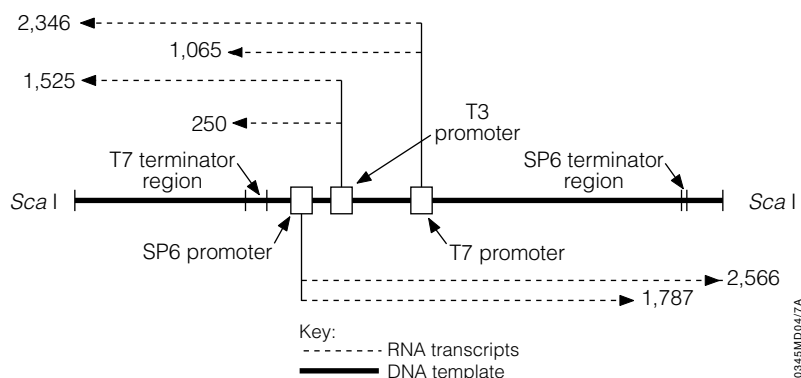 2,346
1,065
1,525
250
T3
promoter
T7 terminator
region
SP6 terminator
region
Sca I
Sca I
SP6 promoter
T7 promoter
2,566
1,787
Key:
RNA transcripts
DNA template
0345MD04/7A